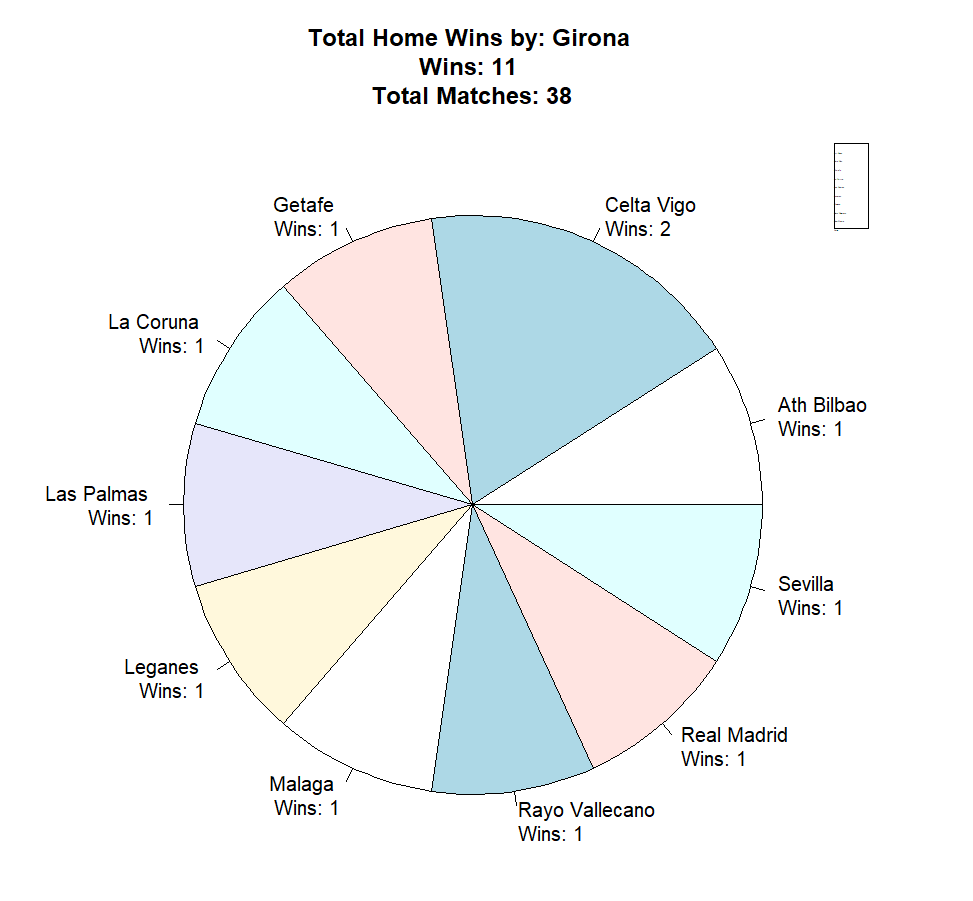 Total Home Wins by: Girona
Wins: 11
Total Matches: 38
Getafe
Wins: 1
Celta Vigo
Wins: 2
La Coruna
Wins: 1
Ath Bilbao
Wins: 1
Las Palmas
Wins: 1
Sevilla
Wins: 1
Leganes
Wins: 1
Real Madrid
Wins: 1
Malaga
Wins: 1
Rayo Vallecano
Wins: 1